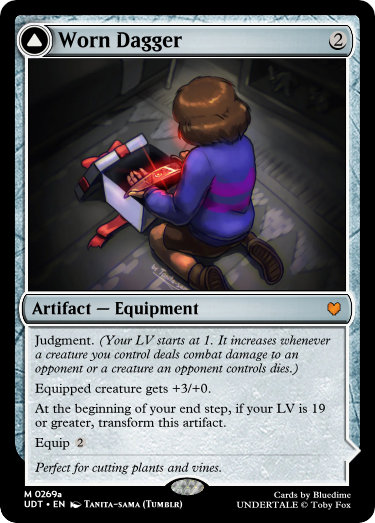 Worn Dagger 2
Artifact — Equipment
Judgment. (Your LV starts at 1. It increases whenever
a creature you control deals combat damage to an
opponent or a creature an opponent controls dies.)
Equipped creature gets +3/+0.
At the beginning of your end step, if your LV is 19
or greater, transform this artifact.
Equip 2
Perfect for cutting plants and vines.
M 0269a
Cards by Bluedime
UDT • EN TANITA-SAMA (TUMBLR)
UNDERTALE © Toby Fox